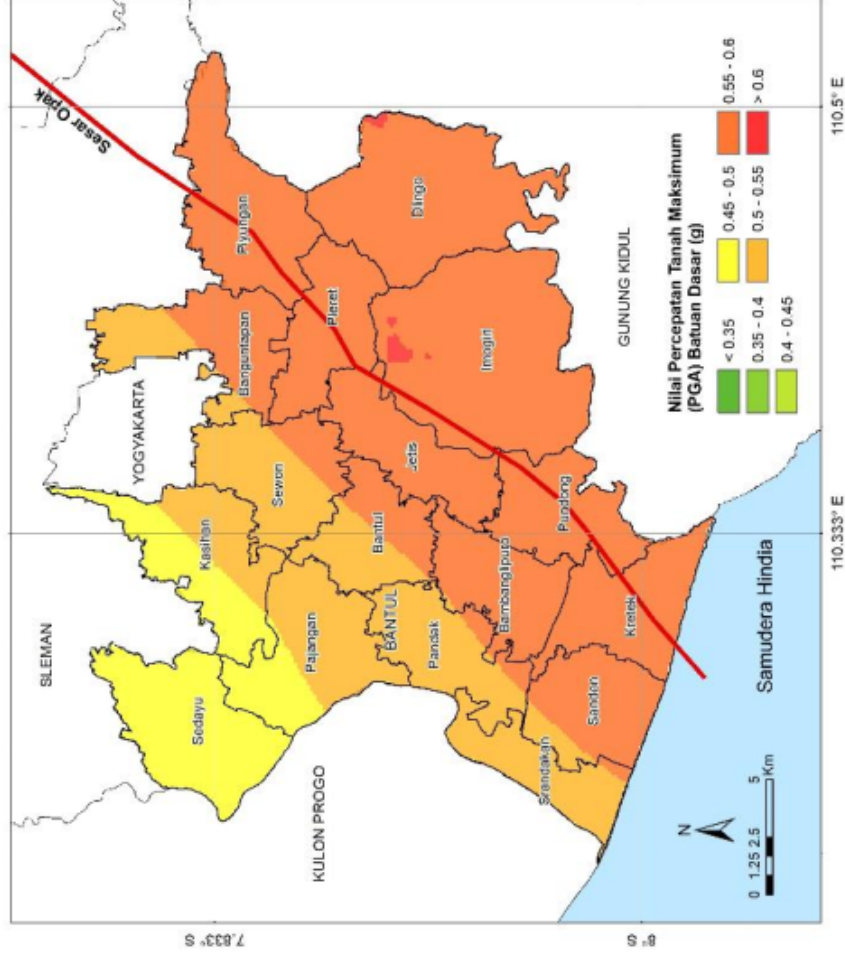 Sesar Opak
SLEMAN
YOGYAKARTA
Piyungan
Banguntapan
Kasihan
Sedayu
Sewon
Pleret
Pajangan
BANTUL
Bantul
Jetis
Dlingo
Pandak
Imogiri
Bambanglipuro
Pundong
Srandakan
Sanden
Kretek
KULON PROGO
GUNUNG KIDUL
Samudera Hindia
Nilai Percepatan Tanah Maksimum
(PGA) Batuan Dasar (g)
< 0.35
0.35 - 0.4
0.4 - 0.45
0.45 - 0.5
0.5 - 0.55
0.55 - 0.6
> 0.6
N
0 1.25 2.5 5
Km
7.833° S
8° S
110.333° E
110.5° E